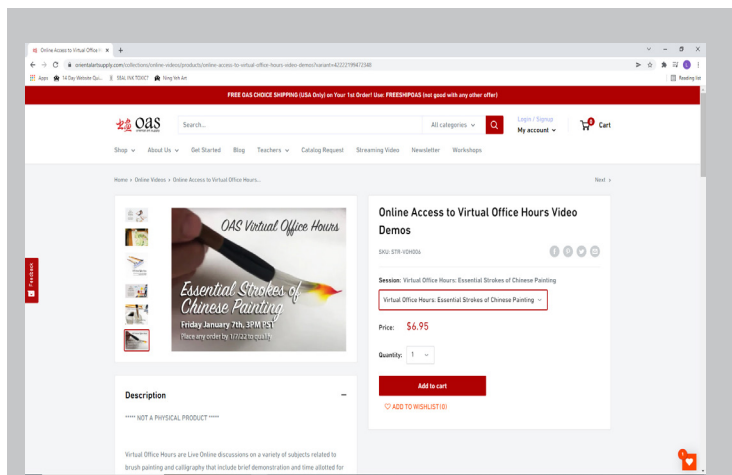 Online Access to Virtual Office V
orientalartsupply.com/collections/online-videos/products/online-access-to-virtual-office-hours-video-demos?variant=42222199472348
Apps 14 Day Website Qui... SEAL INK TOXIC? Ning Yeh Art Reading list
FREE OAS CHOICE SHIPPING (USA Only) on Your 1st Order! Use: FREESHIPOAS (not good with any other offer)
oas
Search...
All categories
Login / Signup
My account
0
Cart
Shop About Us Get Started Blog Teachers Catalog Request Streaming Video Newsletter Workshops
Home › Online Videos › Online Access to Virtual Office Hours...
Next ›
OAS Virtual Office Hours
Essential Strokes of
Chinese Painting
Friday January 7th, 3PM PST
Place any order by 1/7/22 to qualify
Online Access to Virtual Office Hours Video
Demos
SKU: STR-VOH004
Session: Virtual Office Hours: Essential Strokes of Chinese Painting
Virtual Office Hours: Essential Strokes of Chinese Painting
Price: $6.95
Quantity: 1
Add to cart
ADD TO WISHLIST(0)
Feedback
Description
***** NOT A PHYSICAL PRODUCT *****
Virtual Office Hours are Live Online discussions on a variety of subjects related to
brush painting and calligraphy that include brief demonstration and time allotted for